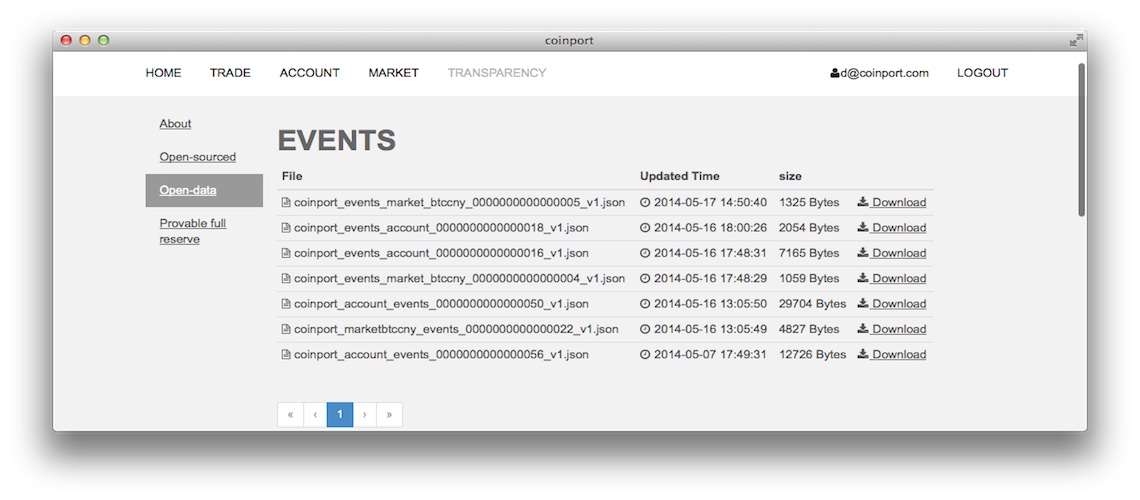 coinport
HOME TRADE ACCOUNT MARKET TRANSPARENCY d@coinport.com LOGOUT
About
Open-sourced
Open-data
Provable full
reserve
EVENTS
File Updated Time size
coinport_events_market_btccny_0000000000000005_v1.json 2014-05-17 14:50:40 1325 Bytes Download
coinport_events_account_0000000000000018_v1.json 2014-05-16 18:00:26 2054 Bytes Download
coinport_events_account_0000000000000016_v1.json 2014-05-16 17:48:31 7165 Bytes Download
coinport_events_market_btccny_0000000000000004_v1.json 2014-05-16 17:48:29 1059 Bytes Download
coinport_account_events_0000000000000050_v1.json 2014-05-16 13:05:50 29704 Bytes Download
coinport_marketbtccny_events_0000000000000022_v1.json 2014-05-16 13:05:49 4827 Bytes Download
coinport_account_events_0000000000000056_v1.json 2014-05-07 17:49:31 12726 Bytes Download
« ‹ 1 › »